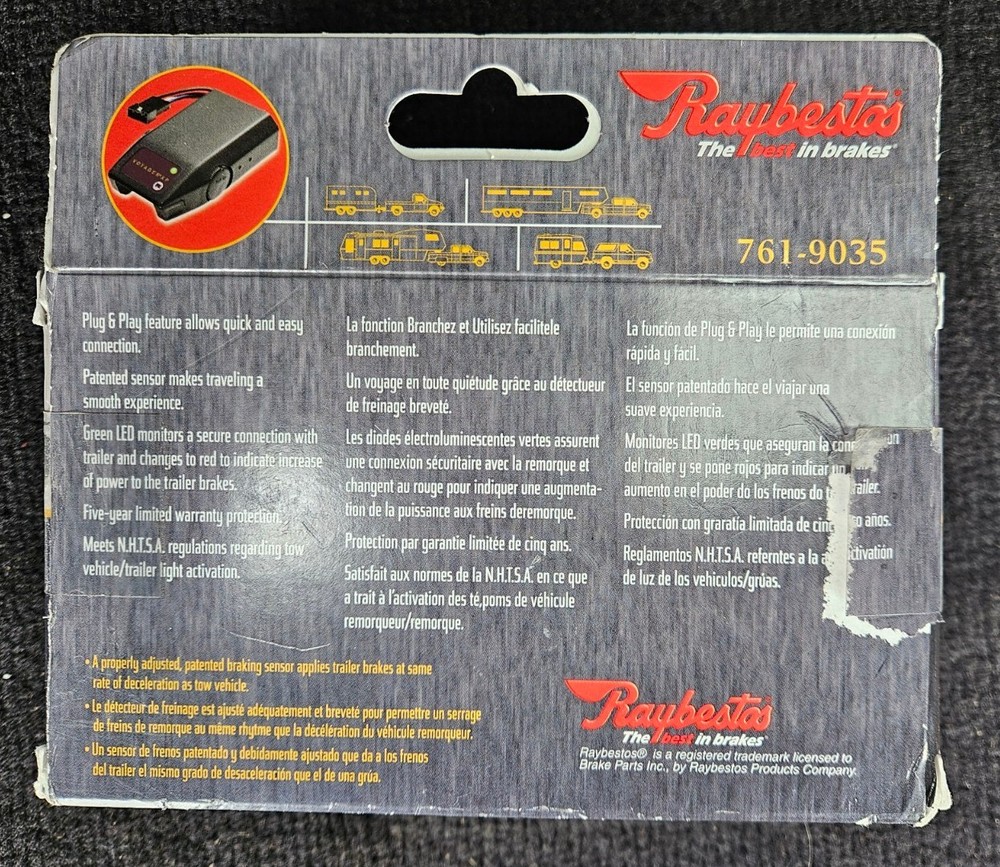 Raybestos
The best in brakes
761-9035
Plug & Play feature allows quick and easy
connection.
Patented sensor makes traveling a
smooth experience.
Green LED monitors a secure connection with
trailer and changes to red to indicate increase
of power to the trailer brakes.
Five-year limited warranty protection.
Meets N.H.T.S.A. regulations regarding tow
vehicle/trailer light activation.
La fonction Branchez et Utilisez facilitele
branchement.
Un voyage en toute quiétude grâce au détecteur
de freinage breveté.
Les diodes électroluminescentes vertes assurent
une connexion sécuritaire avec la remorque et
changent au rouge pour indiquer une augmenta-
tion de la puissance aux freins deremorque.
Protection par garantie limitée de cinq ans.
Satisfait aux normes de la N.H.T.S.A. en ce que
a trait à l'activation des té,poms de véhicule
remorqueur/remorque.
La función de Plug & Play le permite una conexión
rápida y fácil.
El sensor patentado hace el viajar una
suave experiencia.
Monitores LED verdes que aseguran la
del trailer y se pone rojos para indicar un
aumento en el poder do los frenos do trailer.
Protección con graratía limitada de años.
Reglamentos N.H.T.S.A. referntes a la
de luz de los vehiculos/grúas.
• A properly adjusted, patented braking sensor applies trailer brakes at same
rate of deceleration as tow vehicle.
• Le détecteur de freinage est ajusté adéquatement et breveté pour permettre un serrage
de freins de remorque au même rhytme que la décélération du véhicule remorqueur.
• Un sensor de frenos patentado y debidamente ajustado que da a los frenos
del trailer el mismo grado de desaceleración que el de una grúa.
Raybestos
The best in brakes
Raybestos® is a registered trademark licensed to
Brake Parts Inc., by Raybestos Products Company.